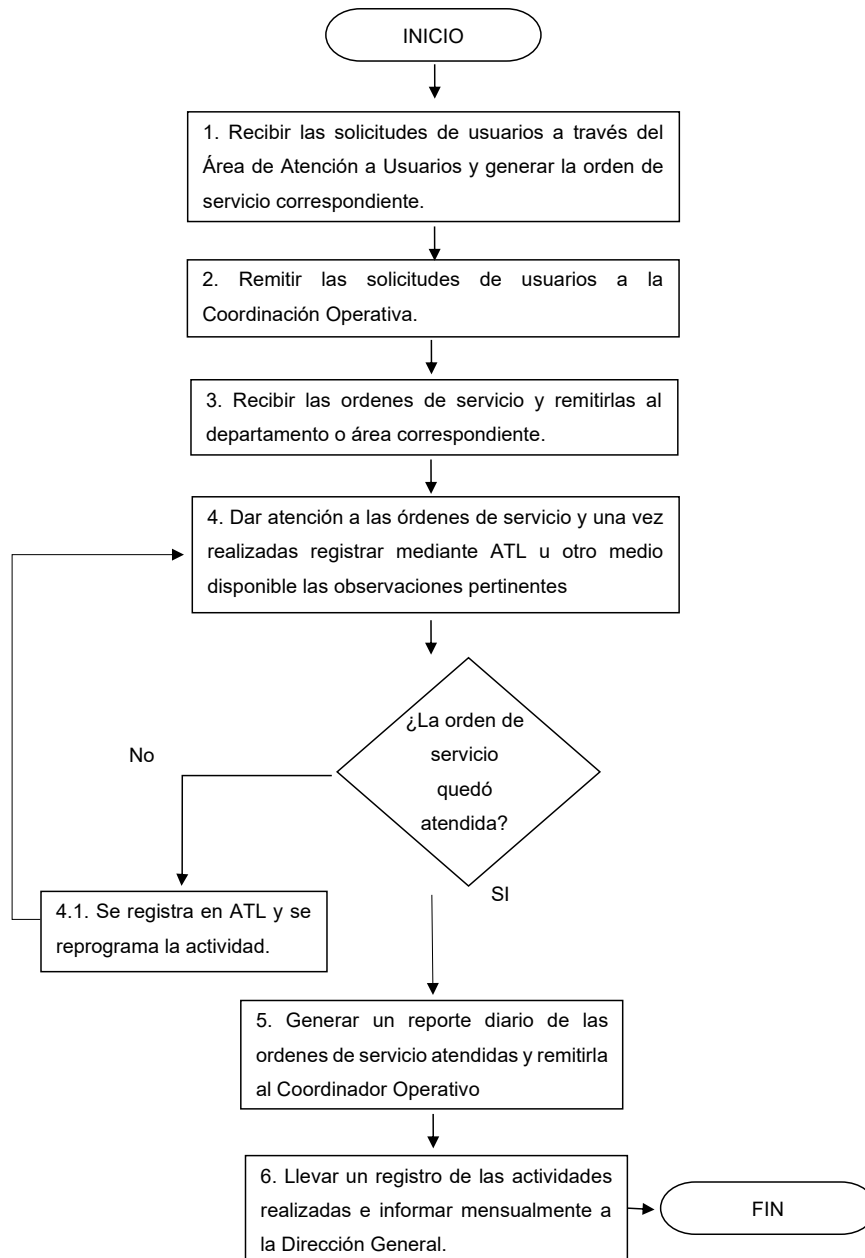 INICIO
1. Recibir las solicitudes de usuarios a través del
Área de Atención a Usuarios y generar la orden de
servicio correspondiente.
2. Remitir las solicitudes de usuarios a la
Coordinación Operativa.
3. Recibir las ordenes de servicio y remitirlas al
departamento o área correspondiente.
4. Dar atención a las órdenes de servicio y una vez
realizadas registrar mediante ATL u otro medio
disponible las observaciones pertinentes
¿La orden de
servicio
quedó
atendida?
No
SI
4.1. Se registra en ATL y se
reprograma la actividad.
5. Generar un reporte diario de las
ordenes de servicio atendidas y remitirla
al Coordinador Operativo
6. Llevar un registro de las actividades
realizadas e informar mensualmente a
la Dirección General.
FIN